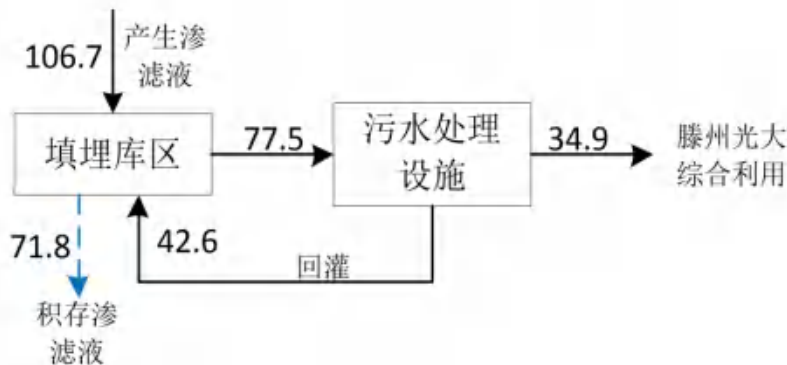 106.7
产生渗
滤液
填埋库区
77.5
污水处理
设施
34.9
滕州光大
综合利用
71.8
42.6
回灌
积存渗
滤液